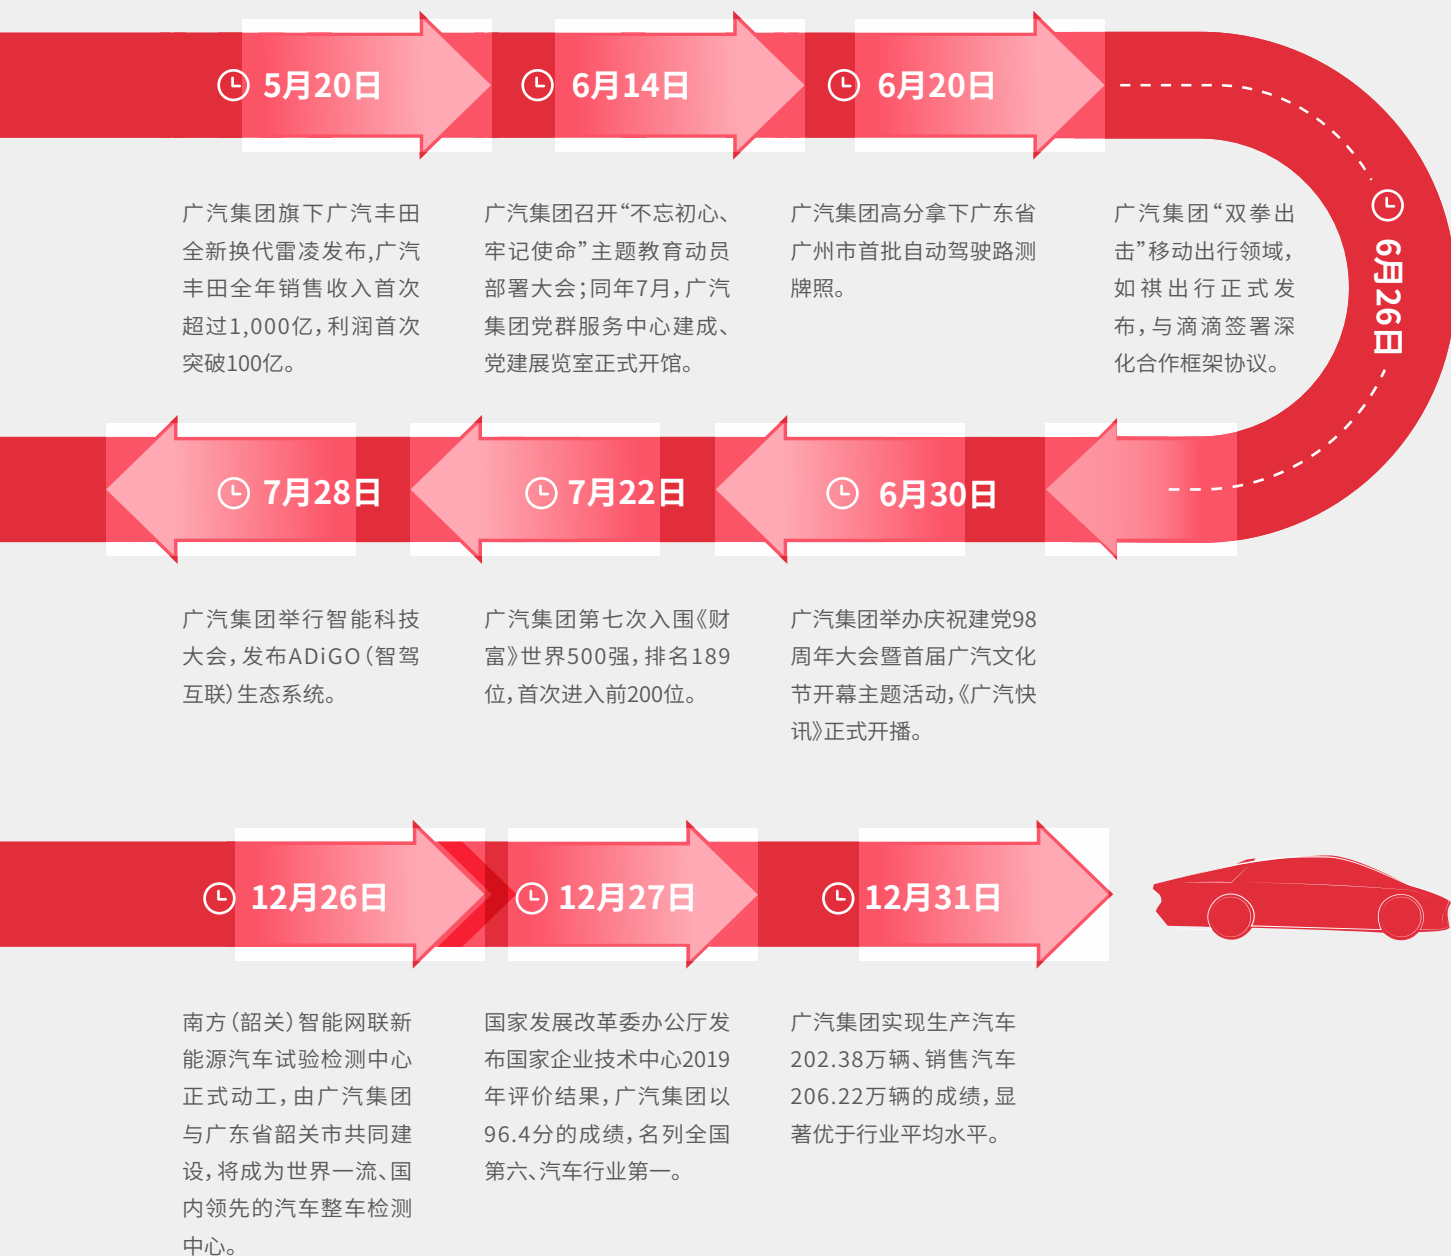 5月20日
广汽集团旗下广汽丰田
全新换代雷凌发布,广汽
丰田全年销售收入首次
超过1,000亿，利润首次
突破100亿。
6月14日
广汽集团召开“不忘初心、
牢记使命”主题教育动员
部署大会；同年7月，广汽
集团党群服务中心建成、
党建展览室正式开馆。
6月20日
广汽集团高分拿下广东省
广州市首批自动驾驶路测
牌照。
6月26日
广汽集团“双拳出
击”移动出行领域，
如祺出行正式发
布，与滴滴签署深
化合作框架协议。
6月30日
广汽集团举办庆祝建党98
周年大会暨首届广汽文化
节开幕主题活动，《广汽快
讯》正式开播。
7月22日
广汽集团第七次入围《财
富》世界500强，排名189
位，首次进入前200位。
7月28日
广汽集团举行智能科技
大会，发布ADiGO（智驾
互联）生态系统。
12月26日
南方（韶关）智能网联新
能源汽车试验检测中心
正式动工，由广汽集团
与广东省韶关市共同建
设，将成为世界一流、国
内领先的汽车整车检测
中心。
12月27日
国家发展改革委办公厅发
布国家企业技术中心2019
年评价结果，广汽集团以
96.4分的成绩，名列全国
第六、汽车行业第一。
12月31日
广汽集团实现生产汽车
202.38万辆、销售汽车
206.22万辆的成绩，显
著优于行业平均水平。